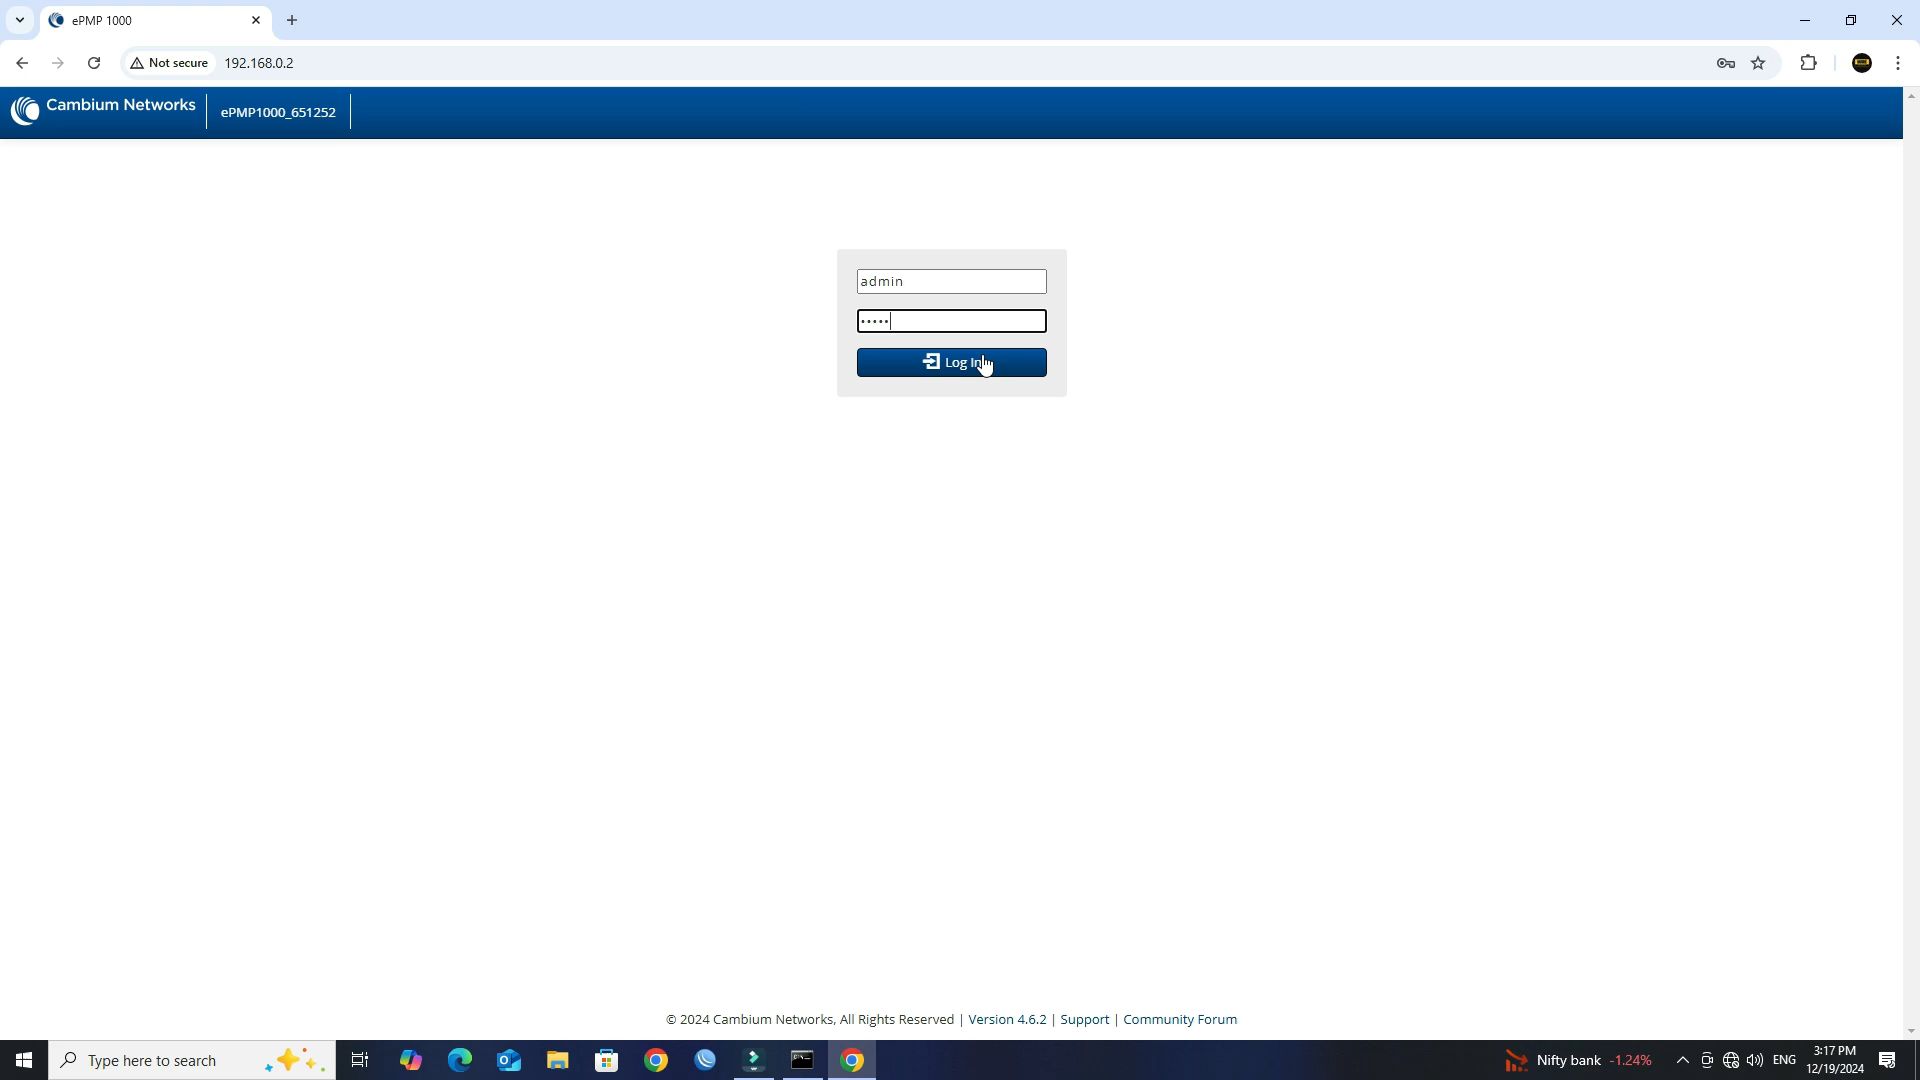 ePMP 1000
Not secure
192.168.0.2
Cambium Networks
ePMP1000_651252
admin
•••••
Log In
© 2024 Cambium Networks, All Rights Reserved | Version 4.6.2 | Support | Community Forum
Type here to search
Nifty bank -1.24%
ENG
3:17 PM
12/19/2024